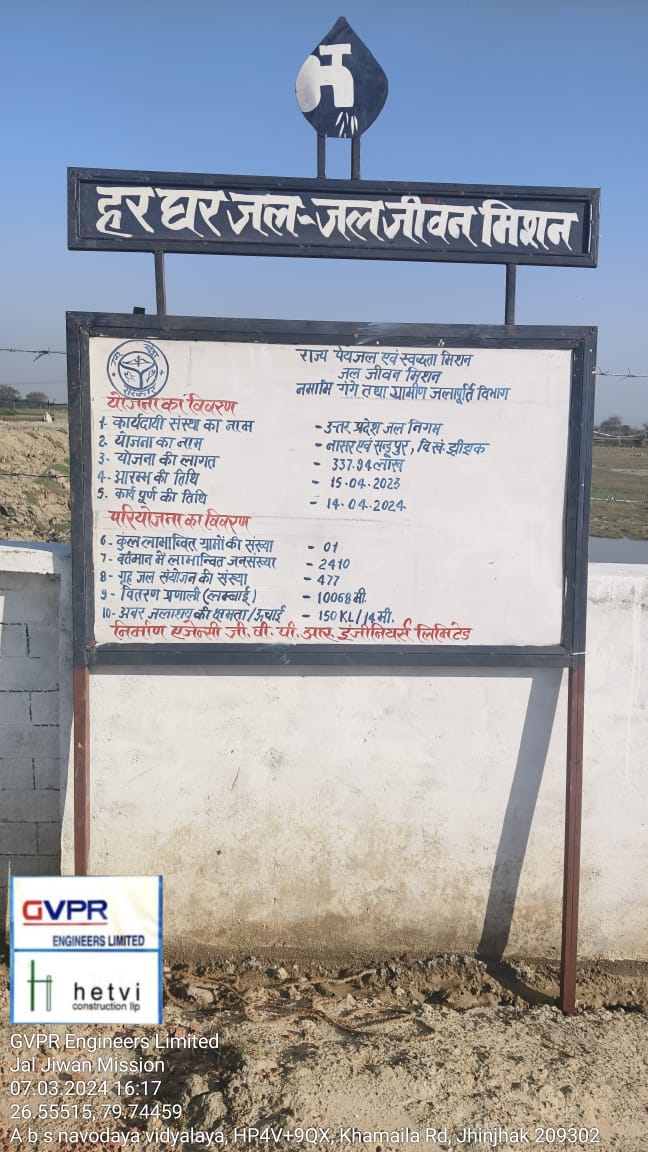 हर घर जल-जल जीवन मिशन
राज्य पेयजल एवं स्वच्छता मिशन
जल जीवन मिशन
नमामि गंगे तथा ग्रामीण जलापूर्ति विभाग
योजना का विवरण
1- कार्यदायी संस्था का नाम - उत्तर प्रदेश जल निगम
2- योजना का नाम - नासर एवं सन्दूपुर, वि.खं. झींझक
3- योजना की लागत - 337.94 लाख
4- आरम्भ की तिथि - 15-04-2023
5- कार्य पूर्ण की तिथि - 14-04-2024
परियोजना का विवरण
6- कुल लाभान्वित ग्रामों की संख्या - 01
7- वर्तमान में लाभान्वित जनसंख्या - 2410
8- गृह जल संयोजन की संख्या - 477
9- वितरण प्रणाली (लम्बाई) - 10068 मी.
10- अवर जलाशय की क्षमता/ऊचाई - 150 KL/14 मी.
निर्माण एजेन्सी जी.वी.पी.आर. इंजीनियर्स लिमिटेड
GVPR
ENGINEERS LIMITED
hetvi
construction llp
GVPR Engineers Limited
Jal Jiwan Mission
07.03.2024 16:17
26.55515, 79.74459
A b s navodaya vidyalaya, HP4V+9QX, Khamaila Rd, Jhinjhak 209302